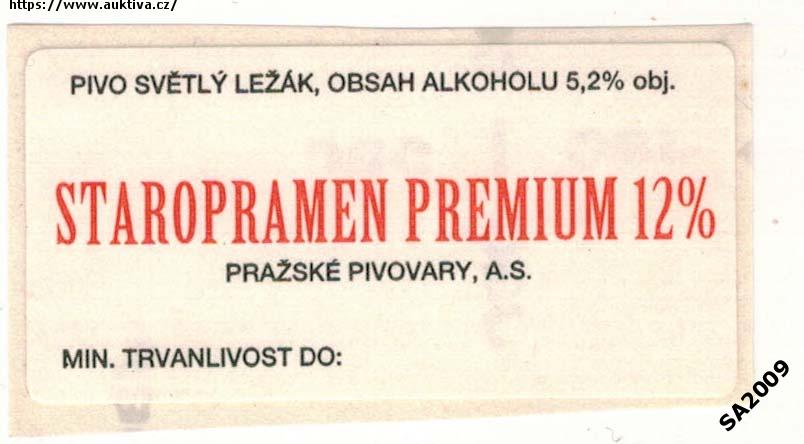 https://www.auktiva.cz/
PIVO SVĚTLÝ LEŽÁK, OBSAH ALKOHOLU 5,2% obj.
STAROPRAMEN PREMIUM 12%
PRAŽSKÉ PIVOVARY, A.S.
MIN. TRVANLIVOST DO:
SA2009